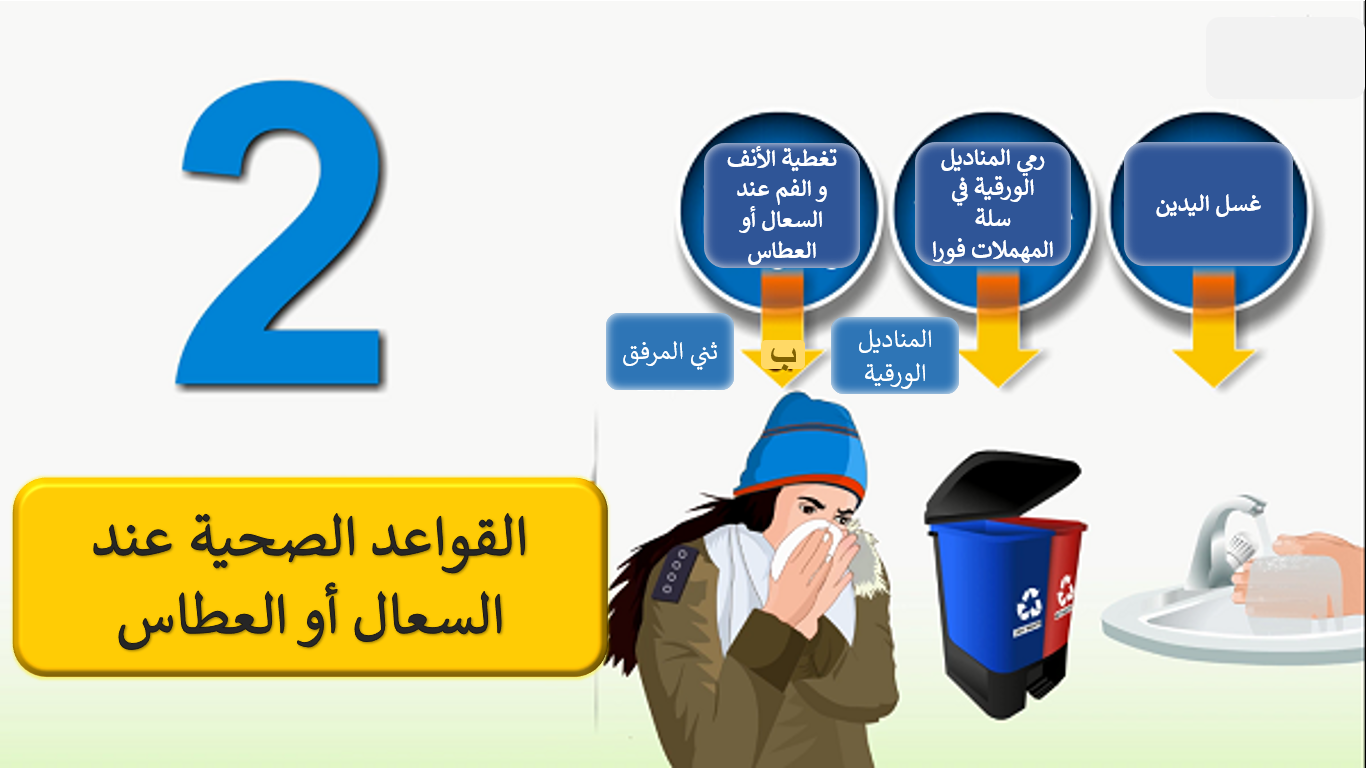 2
القواعد الصحية عند
السعال أو العطاس
غسل اليدين
رمي المناديل
الورقية في
سلة
المهملات فورا
تغطية الأنف
و الفم عند
السعال أو
العطاس
المناديل
الورقية
ب
ثني المرفق